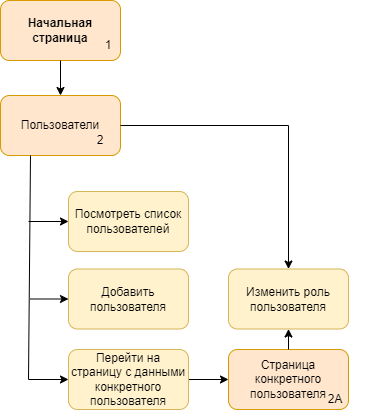 Начальная
страница
1
Пользователи
2
Посмотреть список
пользователей
Добавить
пользователя
Изменить роль
пользователя
Перейти на
страницу с данными
конкретного
пользователя
Страница
конкретного
пользователя
2А